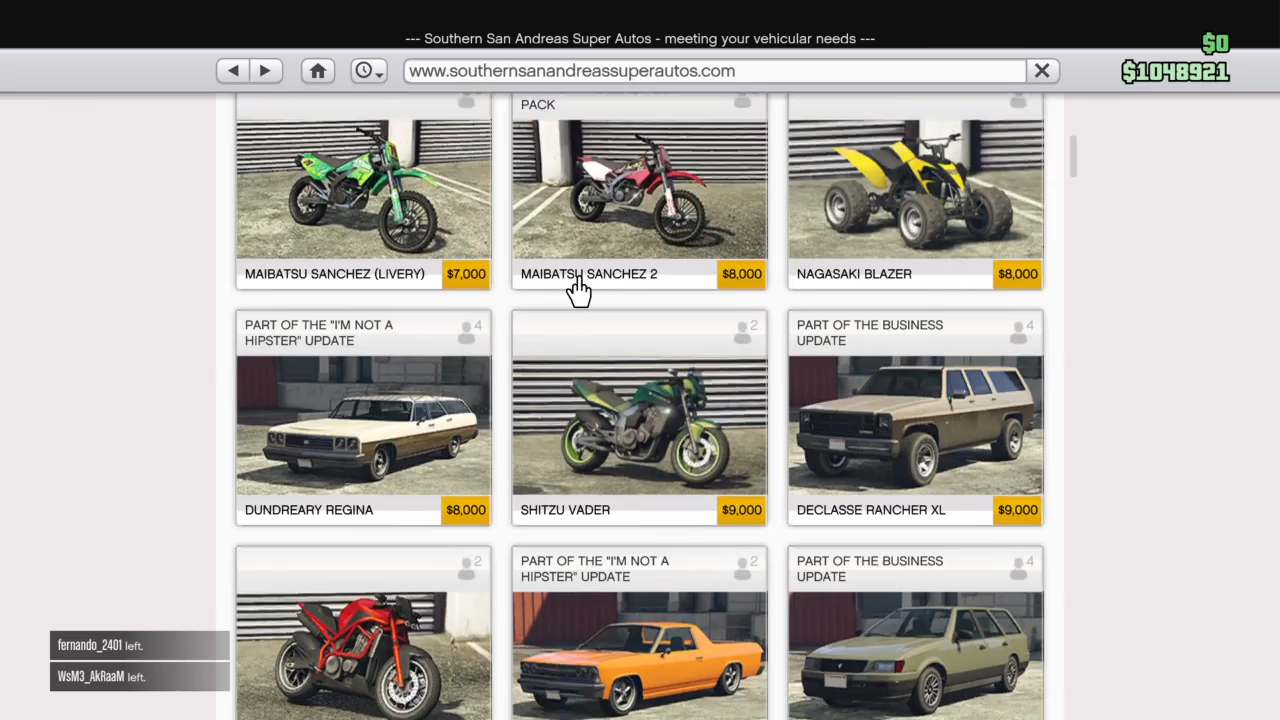 --- Southern San Andreas Super Autos - meeting your vehicular needs ---
$0
www.southernsanandreassuperautos.com
$1048921
PACK
MAIBATSU SANCHEZ (LIVERY) $7,000
MAIBATSU SANCHEZ 2 $8,000
NAGASAKI BLAZER $8,000
PART OF THE "I'M NOT A
HIPSTER" UPDATE
4
2
PART OF THE BUSINESS
UPDATE
4
DUNDREARY REGINA $8,000
SHITZU VADER $9,000
DECLASSE RANCHER XL $9,000
2
PART OF THE "I'M NOT A
HIPSTER" UPDATE
2
PART OF THE BUSINESS
UPDATE
4
fernando_2401 left.
WsM3_AkRaaM left.